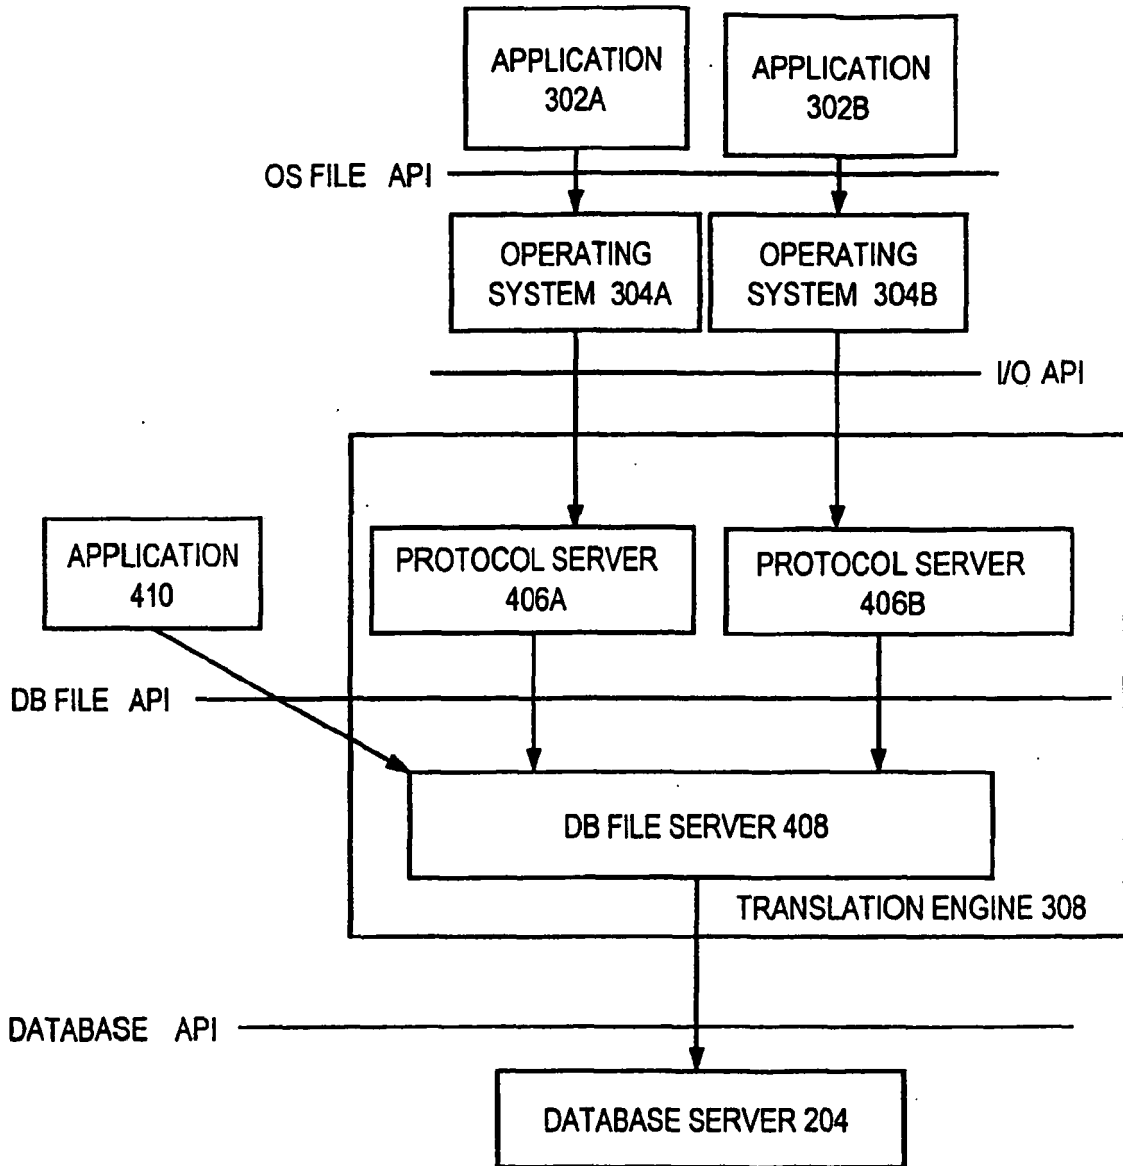 APPLICATION
302A
APPLICATION
302B
OS FILE API
OPERATING
SYSTEM 304A
OPERATING
SYSTEM 304B
I/O API
APPLICATION
410
PROTOCOL SERVER
406A
PROTOCOL SERVER
406B
DB FILE API
DB FILE SERVER 408
TRANSLATION ENGINE 308
DATABASE API
DATABASE SERVER 204